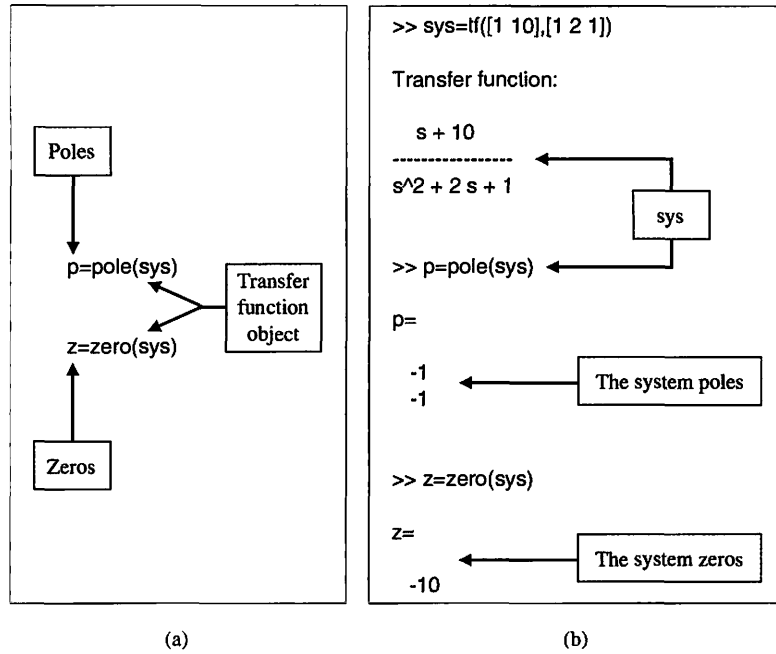 Poles
p=pole(sys)
Transfer
function
object
z=zero(sys)
Zeros
(a)
>> sys=tf([1 10],[1 2 1])
Transfer function:
s + 10
---------------
s^2 + 2 s + 1
sys
>> p=pole(sys)
p=
-1
-1
The system poles
>> z=zero(sys)
z=
-10
The system zeros
(b)